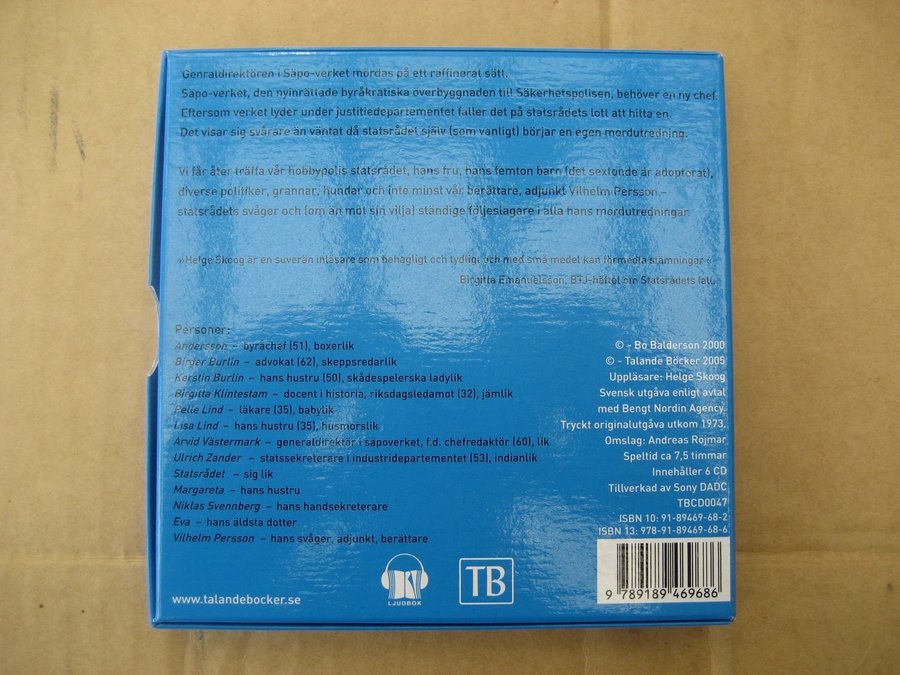 Genraldirektören i Säpo-verket mördas på ett raffinerat sätt.
Säpo-verket, den nyinrättade byråkratiska överbyggnaden till Säkerhetspolisen, behöver en ny chef.
Eftersom verket lyder under justitiedepartementet faller det på statsrådets lott att hitta en.
Det visar sig svårare än väntat då statsrådet själv (som vanligt) börjar en egen mordutredning.
Vi får åter träffa vår hobbypolis statsrådet, hans fru, hans femton barn (det sextonde är adopterat),
diverse politiker, grannar, hundar och inte minst vår berättare, adjunkt Vilhelm Persson –
statsrådets svåger och (om än mot sin vilja) ständige följeslagare i alla hans mordutredningar.
»Helge Skoog är en suverän inläsare som behagligt och tydligt och med små medel kan förmedla stämningar.«
Birgitta Emanuelsson, BTJ-häftet om Statsrådets fall.
Personer:
Andersson – byråchef (51), boxerlik
Birger Burlin – advokat (62), skeppsredarlik
Kerstin Burlin – hans hustru (50), skådespelerska ladylik
Birgitta Klintestam – docent i historia, riksdagsledamot (32), jämlik
Pelle Lind – läkare (35), babylik
Lisa Lind – hans hustru (35), husmorslik
Arvid Västermark – generaldirektör i säpoverket, f.d. chefredaktör (60), lik
Ulrich Zander – statssekreterare i industridepartementet (53), indianlik
Statsrådet – sig lik
Margareta – hans hustru
Niklas Svennberg – hans handsekreterare
Eva – hans äldsta dotter
Vilhelm Persson – hans svåger, adjunkt, berättare
© - Bo Balderson 2000
© - Talande Böcker 2005
Uppläsare: Helge Skoog
Svensk utgåva enligt avtal
med Bengt Nordin Agency.
Tryckt originalutgåva utkom 1973.
Omslag: Andreas Röjmar
Speltid ca 7,5 timmar
Innehåller 6 CD
Tillverkad av Sony DADC
TBCD0047
ISBN 10: 91-89469-68-2
ISBN 13: 978-91-89469-68-6
9 789189 469686
www.talandebocker.se
LJUDBOK
TB